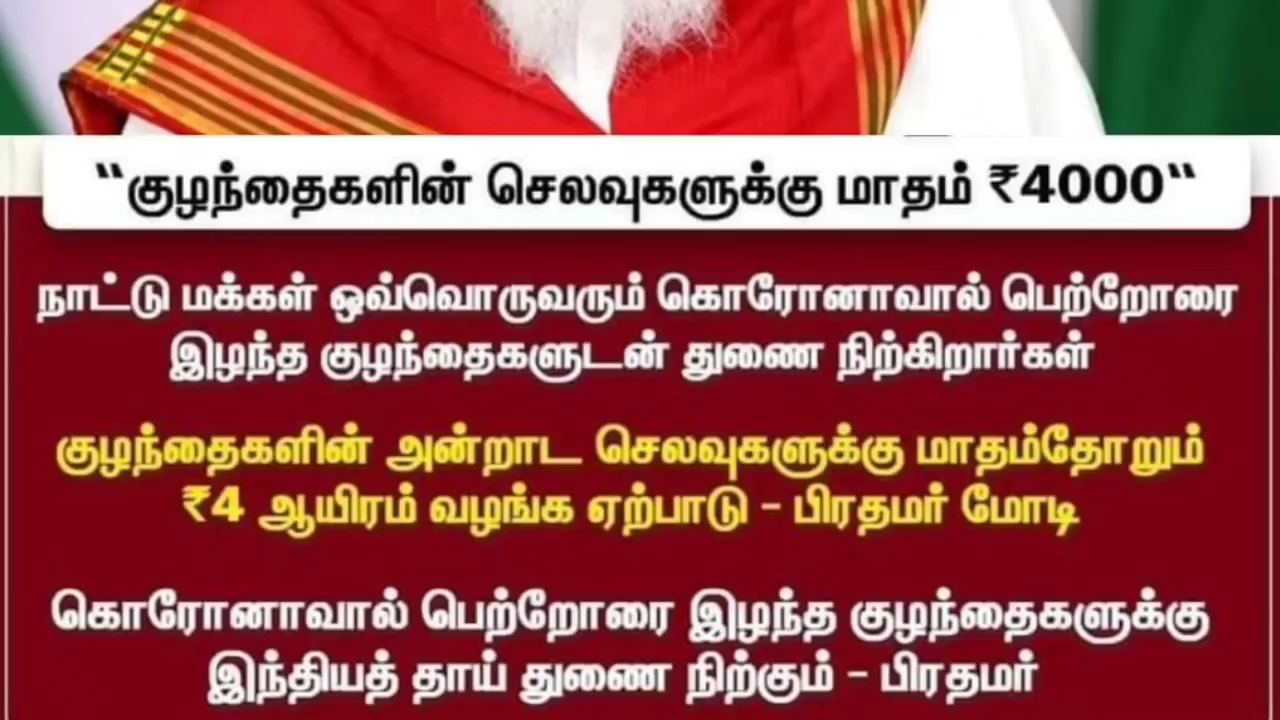 “குழந்தைகளின் செலவுகளுக்கு மாதம் ₹4000“
நாட்டு மக்கள் ஒவ்வொருவரும் கொரோனாவால் பெற்றோரை
இழந்த குழந்தைகளுடன் துணை நிற்கிறார்கள்
குழந்தைகளின் அன்றாட செலவுகளுக்கு மாதம்தோறும்
₹4 ஆயிரம் வழங்க ஏற்பாடு - பிரதமர் மோடி
கொரோனாவால் பெற்றோரை இழந்த குழந்தைகளுக்கு
இந்தியத் தாய் துணை நிற்கும் - பிரதமர்